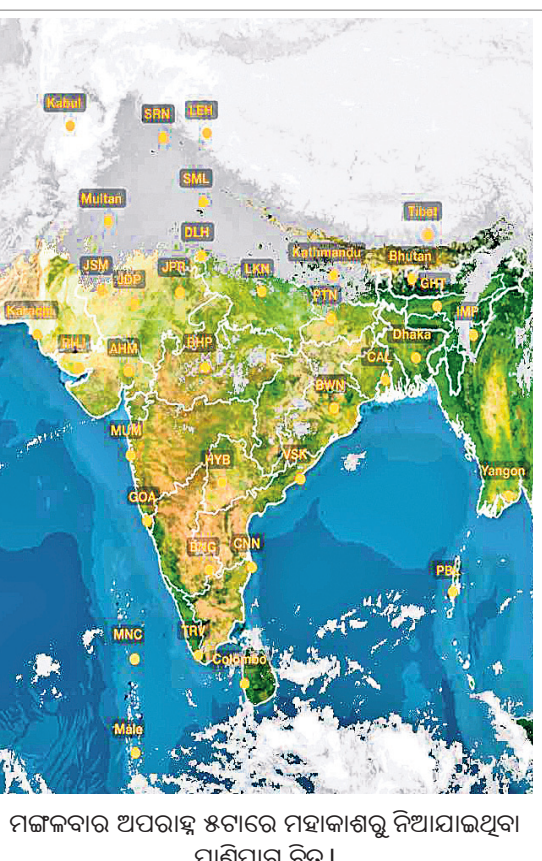 Kabul
SRN
LEH
SML
Multan
Tibet
DLH
Kathmandu
Bhutan
JSM
JDP
JPR
LKN
GHT
PTN
Karachi
IMP
BHJ
AHM
BHP
Dhaka
CAL
BWN
MUM
HYB
VSK
Yangon
GOA
BNG
CNN
PBL
MNC
TRV
Colombo
Male
ମଙ୍ଗଳବାର ଅପରାହ୍ଣ ୫ଟାରେ ମହାକାଶରୁ ନିଆଯାଇଥିବା